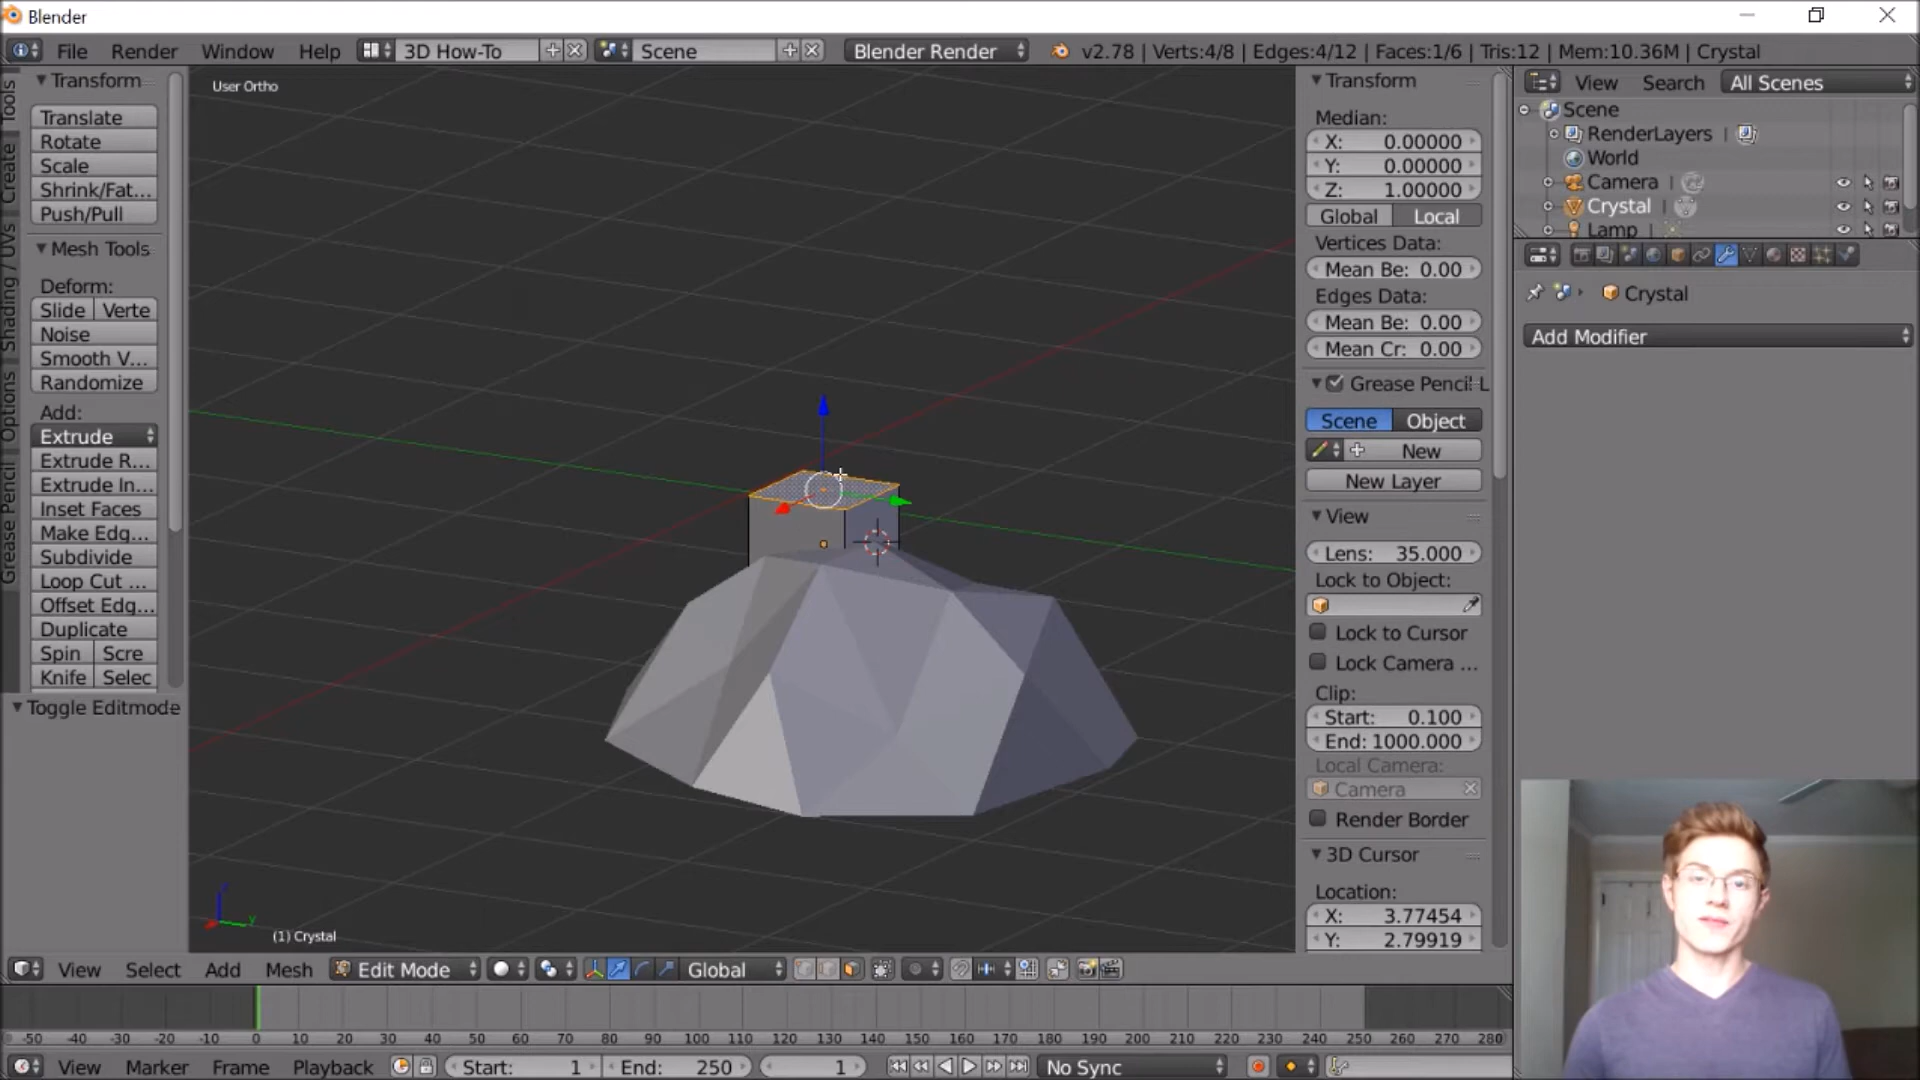 Blender
File Render Window Help 3D How-To Scene Blender Render v2.78 | Verts:4/8 | Edges:4/12 | Faces:1/6 | Tris:12 | Mem:10.36M | Crystal
Tools
Create
Shading / UVs
Options
Grease Pencil
Transform
Translate
Rotate
Scale
Shrink/Fat...
Push/Pull
Mesh Tools
Deform:
Slide Verte
Noise
Smooth V...
Randomize
Add:
Extrude
Extrude R...
Extrude In...
Inset Faces
Make Edg...
Subdivide
Loop Cut ...
Offset Edg...
Duplicate
Spin Scre
Knife Selec
Toggle Editmode
User Ortho
y
(1) Crystal
Transform
Median:
X: 0.00000
Y: 0.00000
Z: 1.00000
Global Local
Vertices Data:
Mean Be: 0.00
Edges Data:
Mean Be: 0.00
Mean Cr: 0.00
Grease Pencil L
Scene Object
New
New Layer
View
Lens: 35.000
Lock to Object:
Lock to Cursor
Lock Camera ...
Clip:
Start: 0.100
End: 1000.000
Local Camera:
Camera
Render Border
3D Cursor
Location:
X: 3.77454
Y: 2.79919
View Search All Scenes
Scene
RenderLayers |
World
Camera |
Crystal |
Lamp |
Crystal
Add Modifier
View Select Add Mesh Edit Mode Global
-50 -40 -30 -20 -10 0 10 20 30 40 50 60 70 80 90 100 110 120 130 140 150 160 170 180 190 200 210 220 230 240 250 260 270 280
View Marker Frame Playback Start: 1 End: 250 1 No Sync